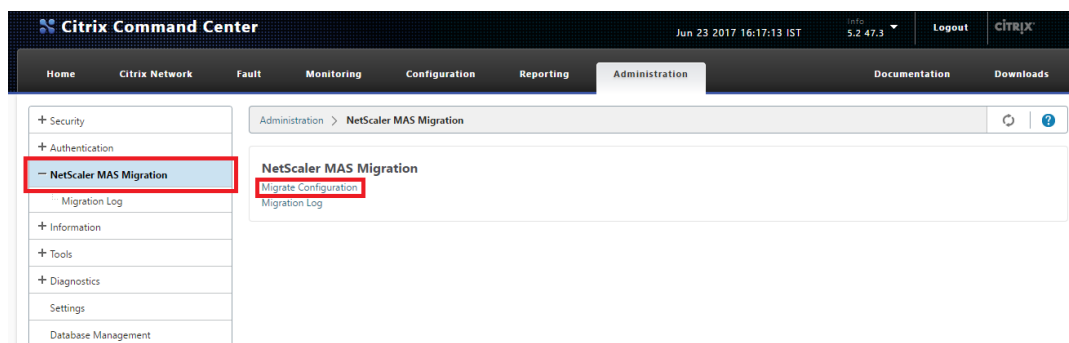 Citrix Command Center
Jun 23 2017 16:17:13 IST
Info
5.2 47.3
Logout
CİTRIX
Home Citrix Network Fault Monitoring Configuration Reporting Administration Documentation Downloads
+ Security
+ Authentication
− NetScaler MAS Migration
Migration Log
+ Information
+ Tools
+ Diagnostics
Settings
Database Management
Administration > NetScaler MAS Migration
?
NetScaler MAS Migration
Migrate Configuration
Migration Log